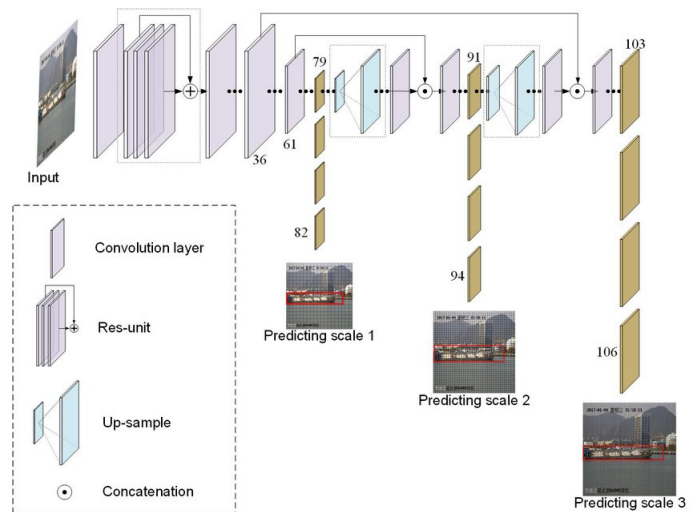 103
79
91
36
61
Input
82
94
106
Predicting scale 1
Predicting scale 2
Predicting scale 3
Convolution layer
Res-unit
Up-sample
Concatenation